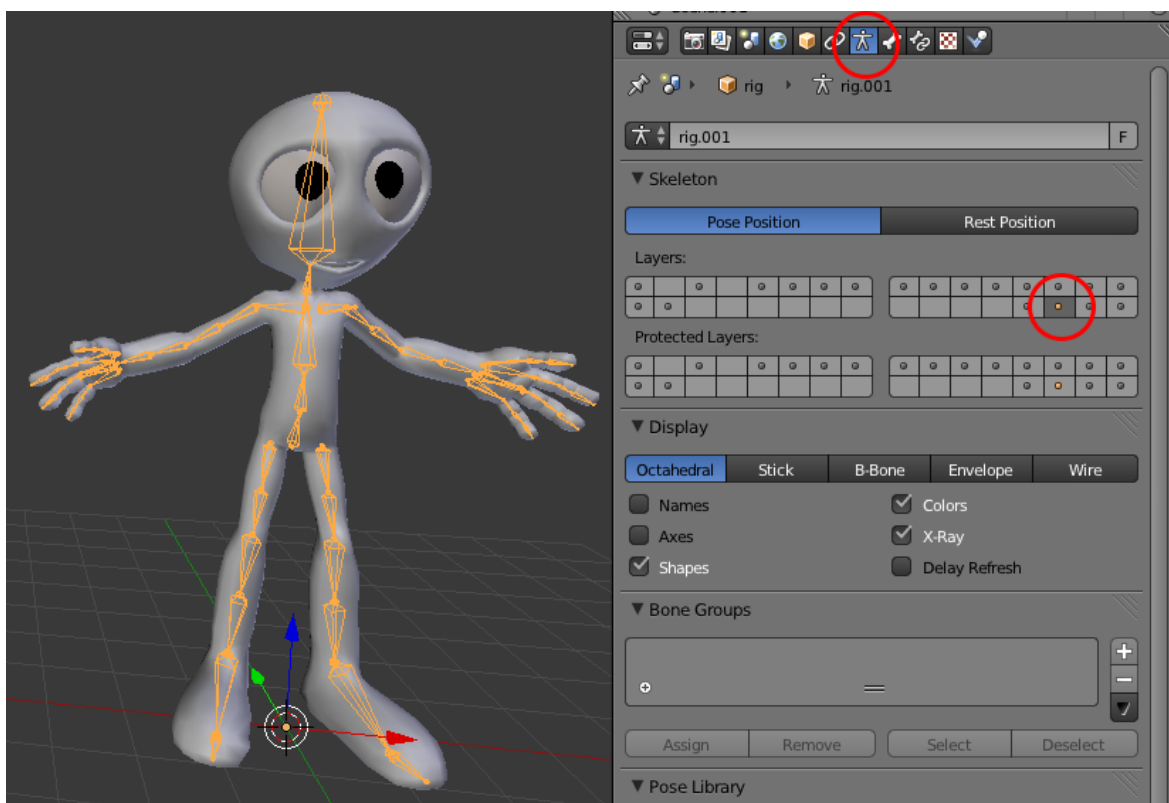 rig rig.001
rig.001 F
Skeleton
Pose Position Rest Position
Layers:
Protected Layers:
Display
Octahedral Stick B-Bone Envelope Wire
Names Colors
Axes X-Ray
Shapes Delay Refresh
Bone Groups
Assign Remove Select Deselect
Pose Library